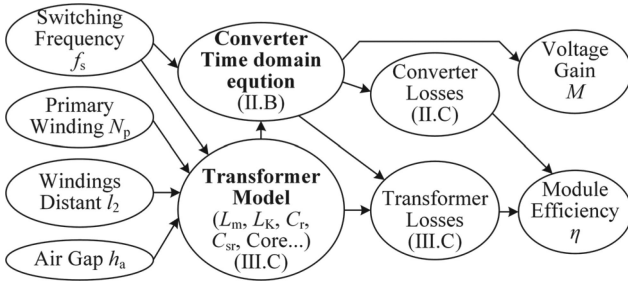 Switching
Frequency
fs
Primary
Winding Np
Windings
Distant l2
Air Gap ha
Converter
Time domain
eqution
(II.B)
Transformer
Model
(Lm, LK, Cr,
Csr, Core...)
(III.C)
Converter
Losses
(II.C)
Transformer
Losses
(III.C)
Voltage
Gain
M
Module
Efficiency
η